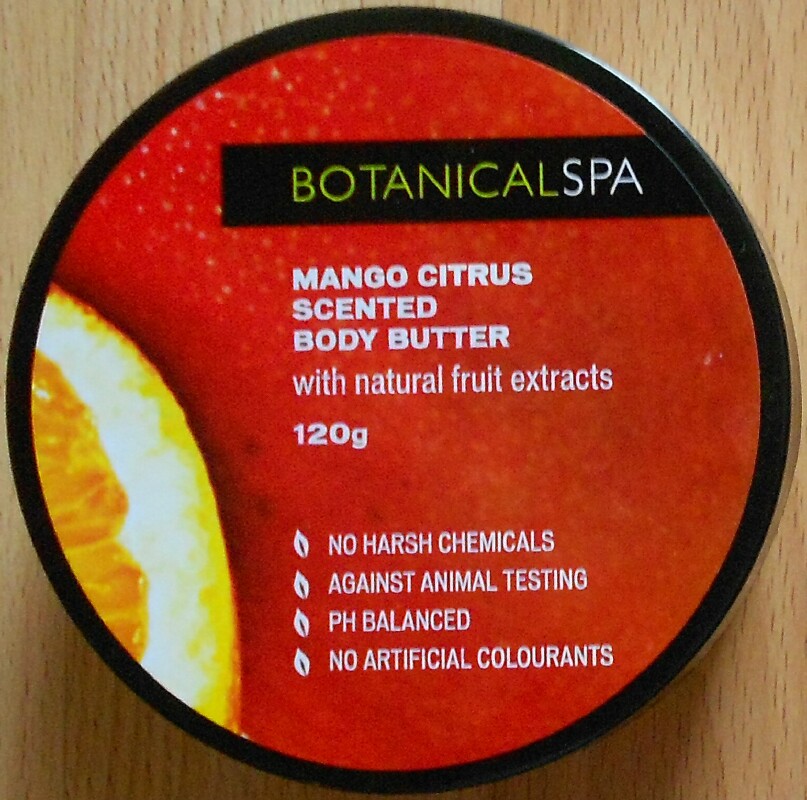 BOTANICALSPA
MANGO CITRUS
SCENTED
BODY BUTTER
with natural fruit extracts
120g
NO HARSH CHEMICALS
AGAINST ANIMAL TESTING
PH BALANCED
NO ARTIFICIAL COLOURANTS